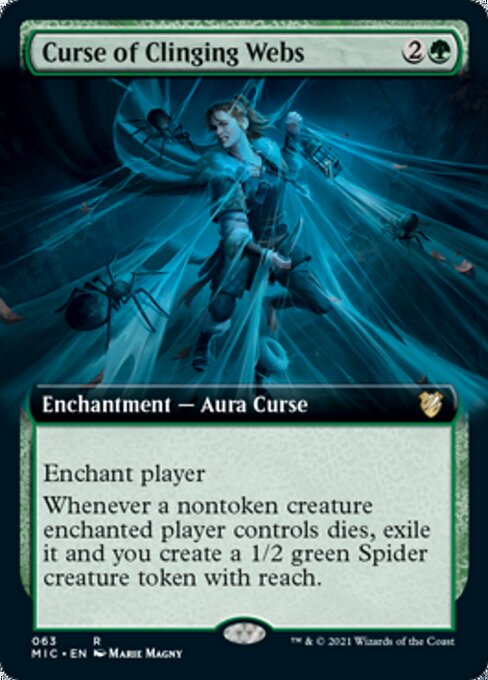 Curse of Clinging Webs 2
Enchantment — Aura Curse
Enchant player
Whenever a nontoken creature
enchanted player controls dies, exile
it and you create a 1/2 green Spider
creature token with reach.
063 R
MIC • EN Marie Magny
™ & © 2021 Wizards of the Coast